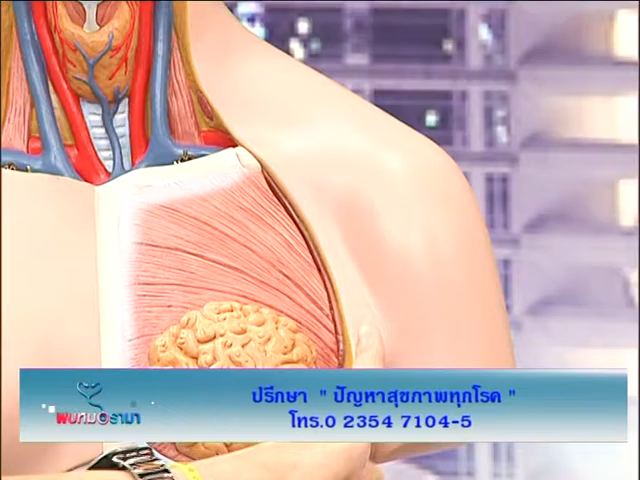 ปรึกษา " ปัญหาสุขภาพทุกโรค "
พบหมอรามา โทร.0 2354 7104-5